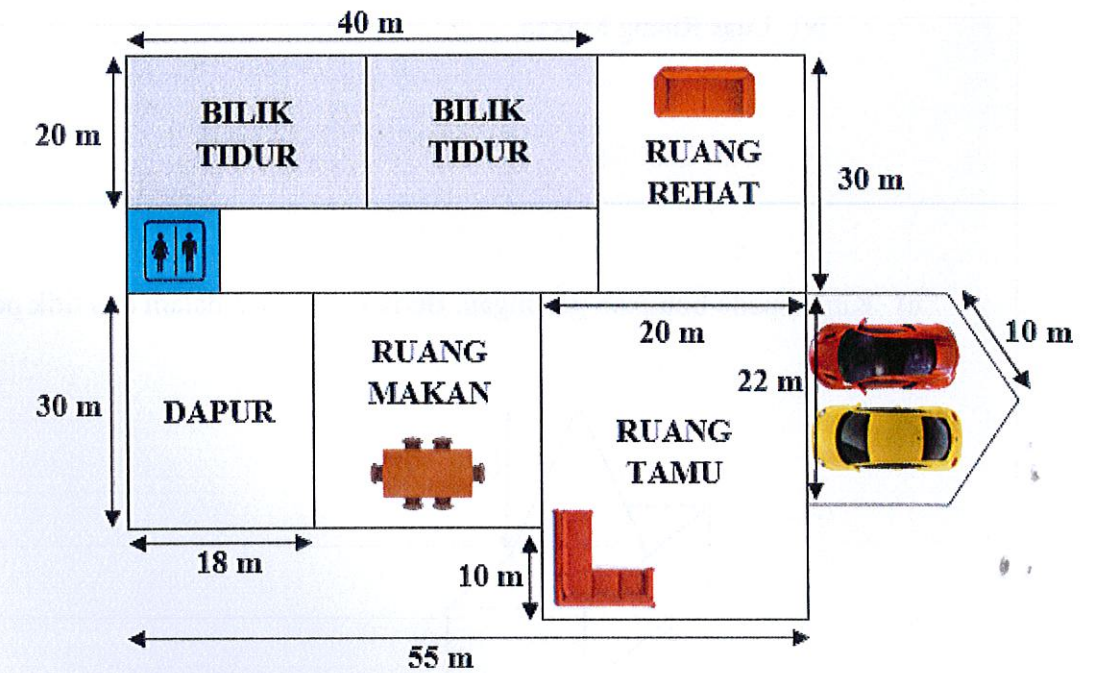 40 m
20 m
BILIK
TIDUR
BILIK
TIDUR
RUANG
REHAT
30 m
20 m
10 m
30 m
DAPUR
RUANG
MAKAN
22 m
RUANG
TAMU
18 m
10 m
55 m